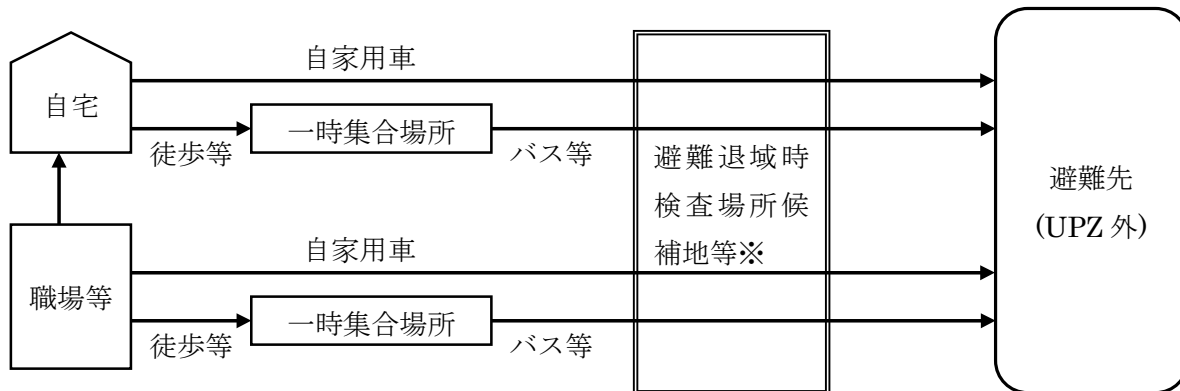 自家用車
自宅
一時集合場所
徒歩等
バス等
避難退域時
検査場所候
補地等※
避難先
(UPZ 外)
自家用車
職場等
一時集合場所
徒歩等
バス等